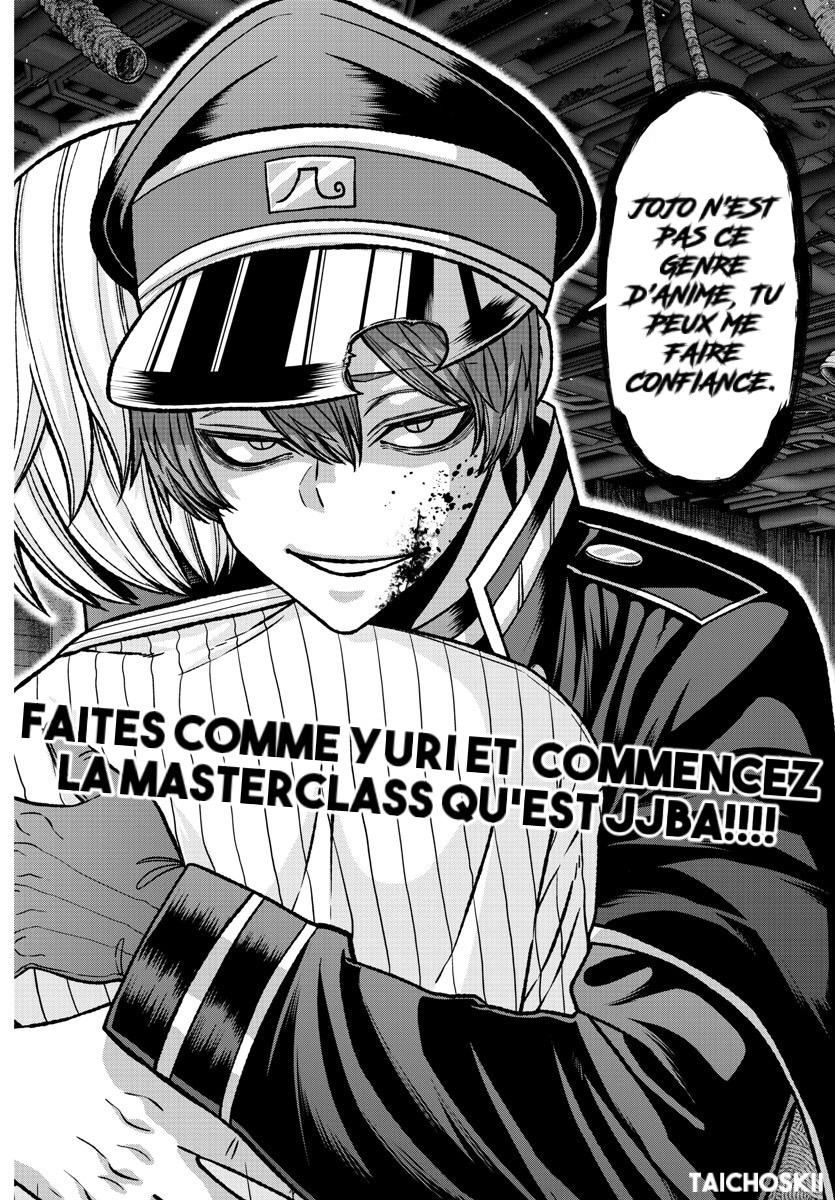 JOJO N'EST
PAS CE
GENRE
D'ANIME, TU
PEUX ME
FAIRE
CONFIANCE.
FAITES COMME YURI ET COMMENCEZ
LA MASTERCLASS QU'EST JJBA!!!!
TAICHOSKII